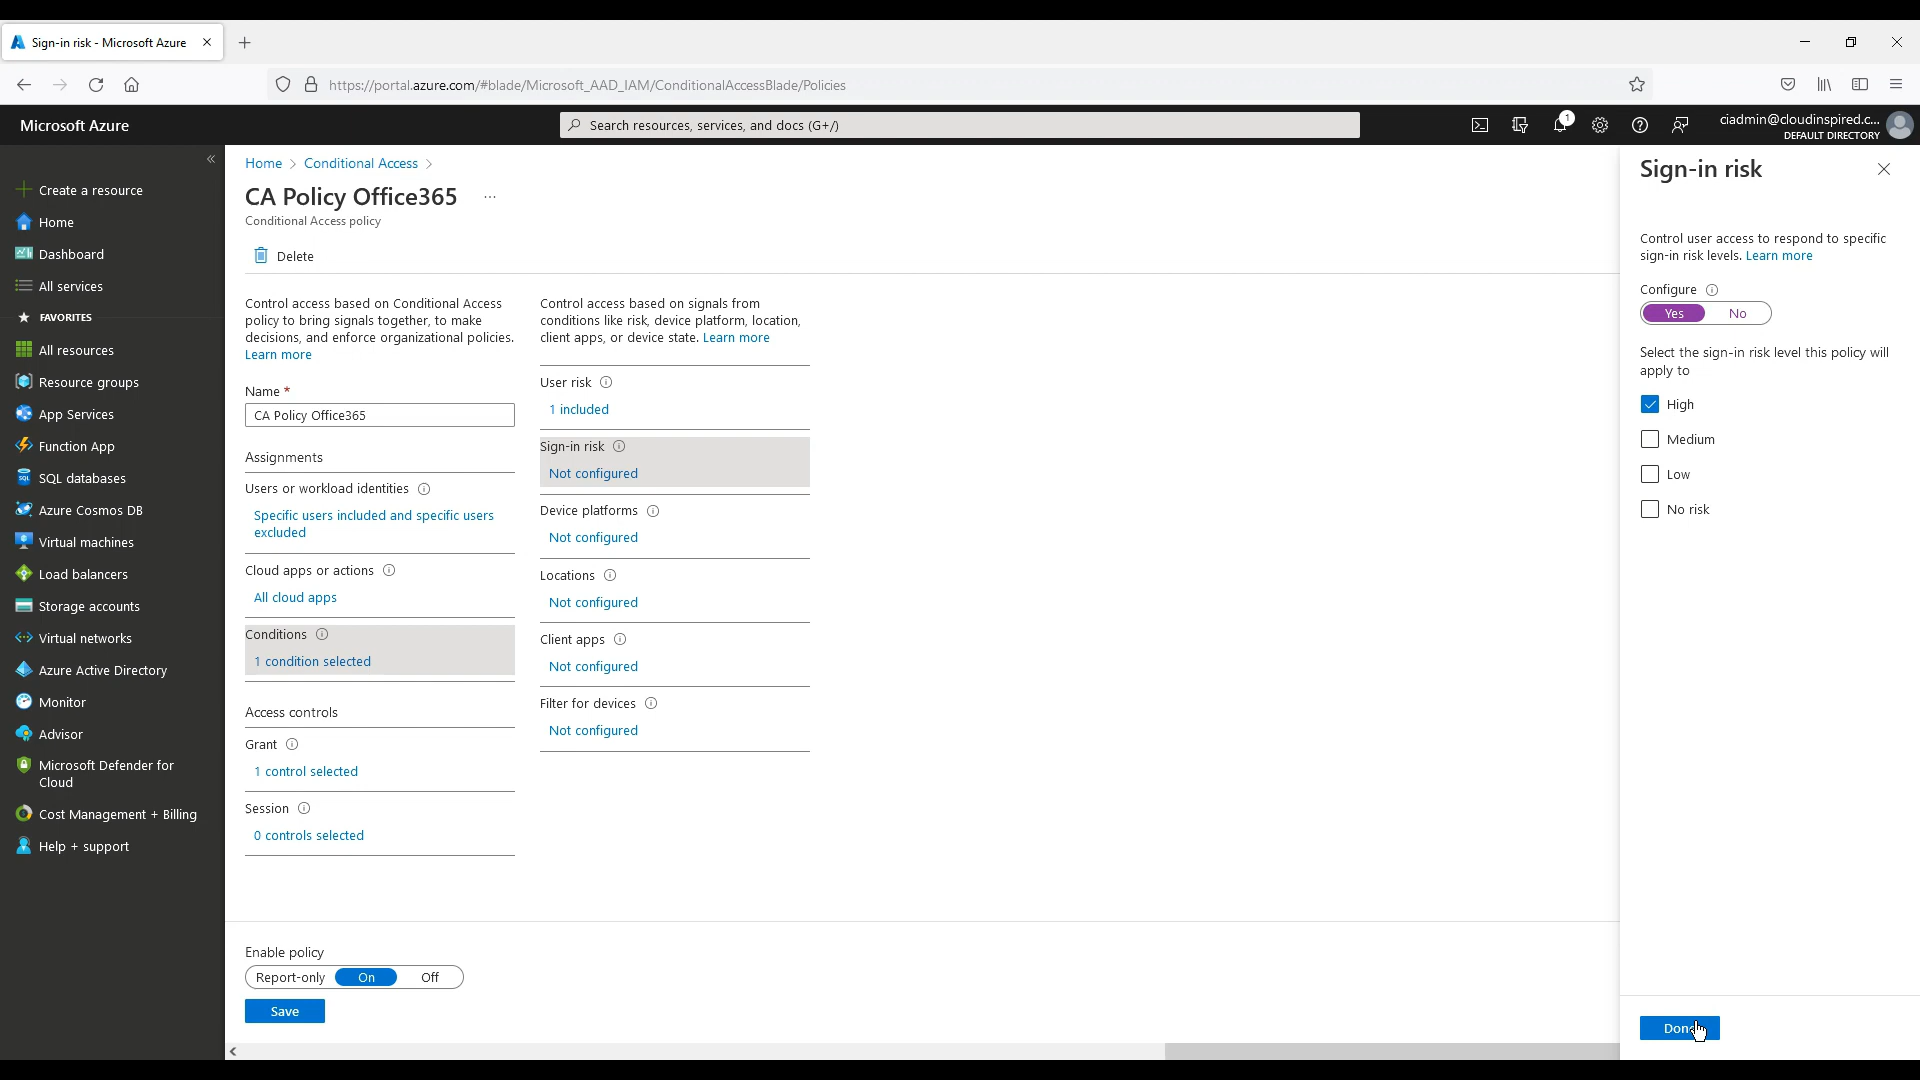 Sign-in risk - Microsoft Azure
https://portal.azure.com/#blade/Microsoft_AAD_IAM/ConditionalAccessBlade/Policies
Microsoft Azure
Search resources, services, and docs (G+/)
1
ciadmin@cloudinspired.c...
DEFAULT DIRECTORY
Create a resource
Home
Dashboard
All services
FAVORITES
All resources
Resource groups
App Services
Function App
SQL databases
Azure Cosmos DB
Virtual machines
Load balancers
Storage accounts
Virtual networks
Azure Active Directory
Monitor
Advisor
Microsoft Defender for
Cloud
Cost Management + Billing
Help + support
Home > Conditional Access >
CA Policy Office365 ...
Conditional Access policy
Delete
Control access based on Conditional Access
policy to bring signals together, to make
decisions, and enforce organizational policies.
Learn more
Name *
CA Policy Office365
Assignments
Users or workload identities
Specific users included and specific users
excluded
Cloud apps or actions
All cloud apps
Conditions
1 condition selected
Access controls
Grant
1 control selected
Session
0 controls selected
Control access based on signals from
conditions like risk, device platform, location,
client apps, or device state. Learn more
User risk
1 included
Sign-in risk
Not configured
Device platforms
Not configured
Locations
Not configured
Client apps
Not configured
Filter for devices
Not configured
Enable policy
Report-only On Off
Save
Sign-in risk
Control user access to respond to specific
sign-in risk levels. Learn more
Configure
Yes No
Select the sign-in risk level this policy will
apply to
High
Medium
Low
No risk
Done